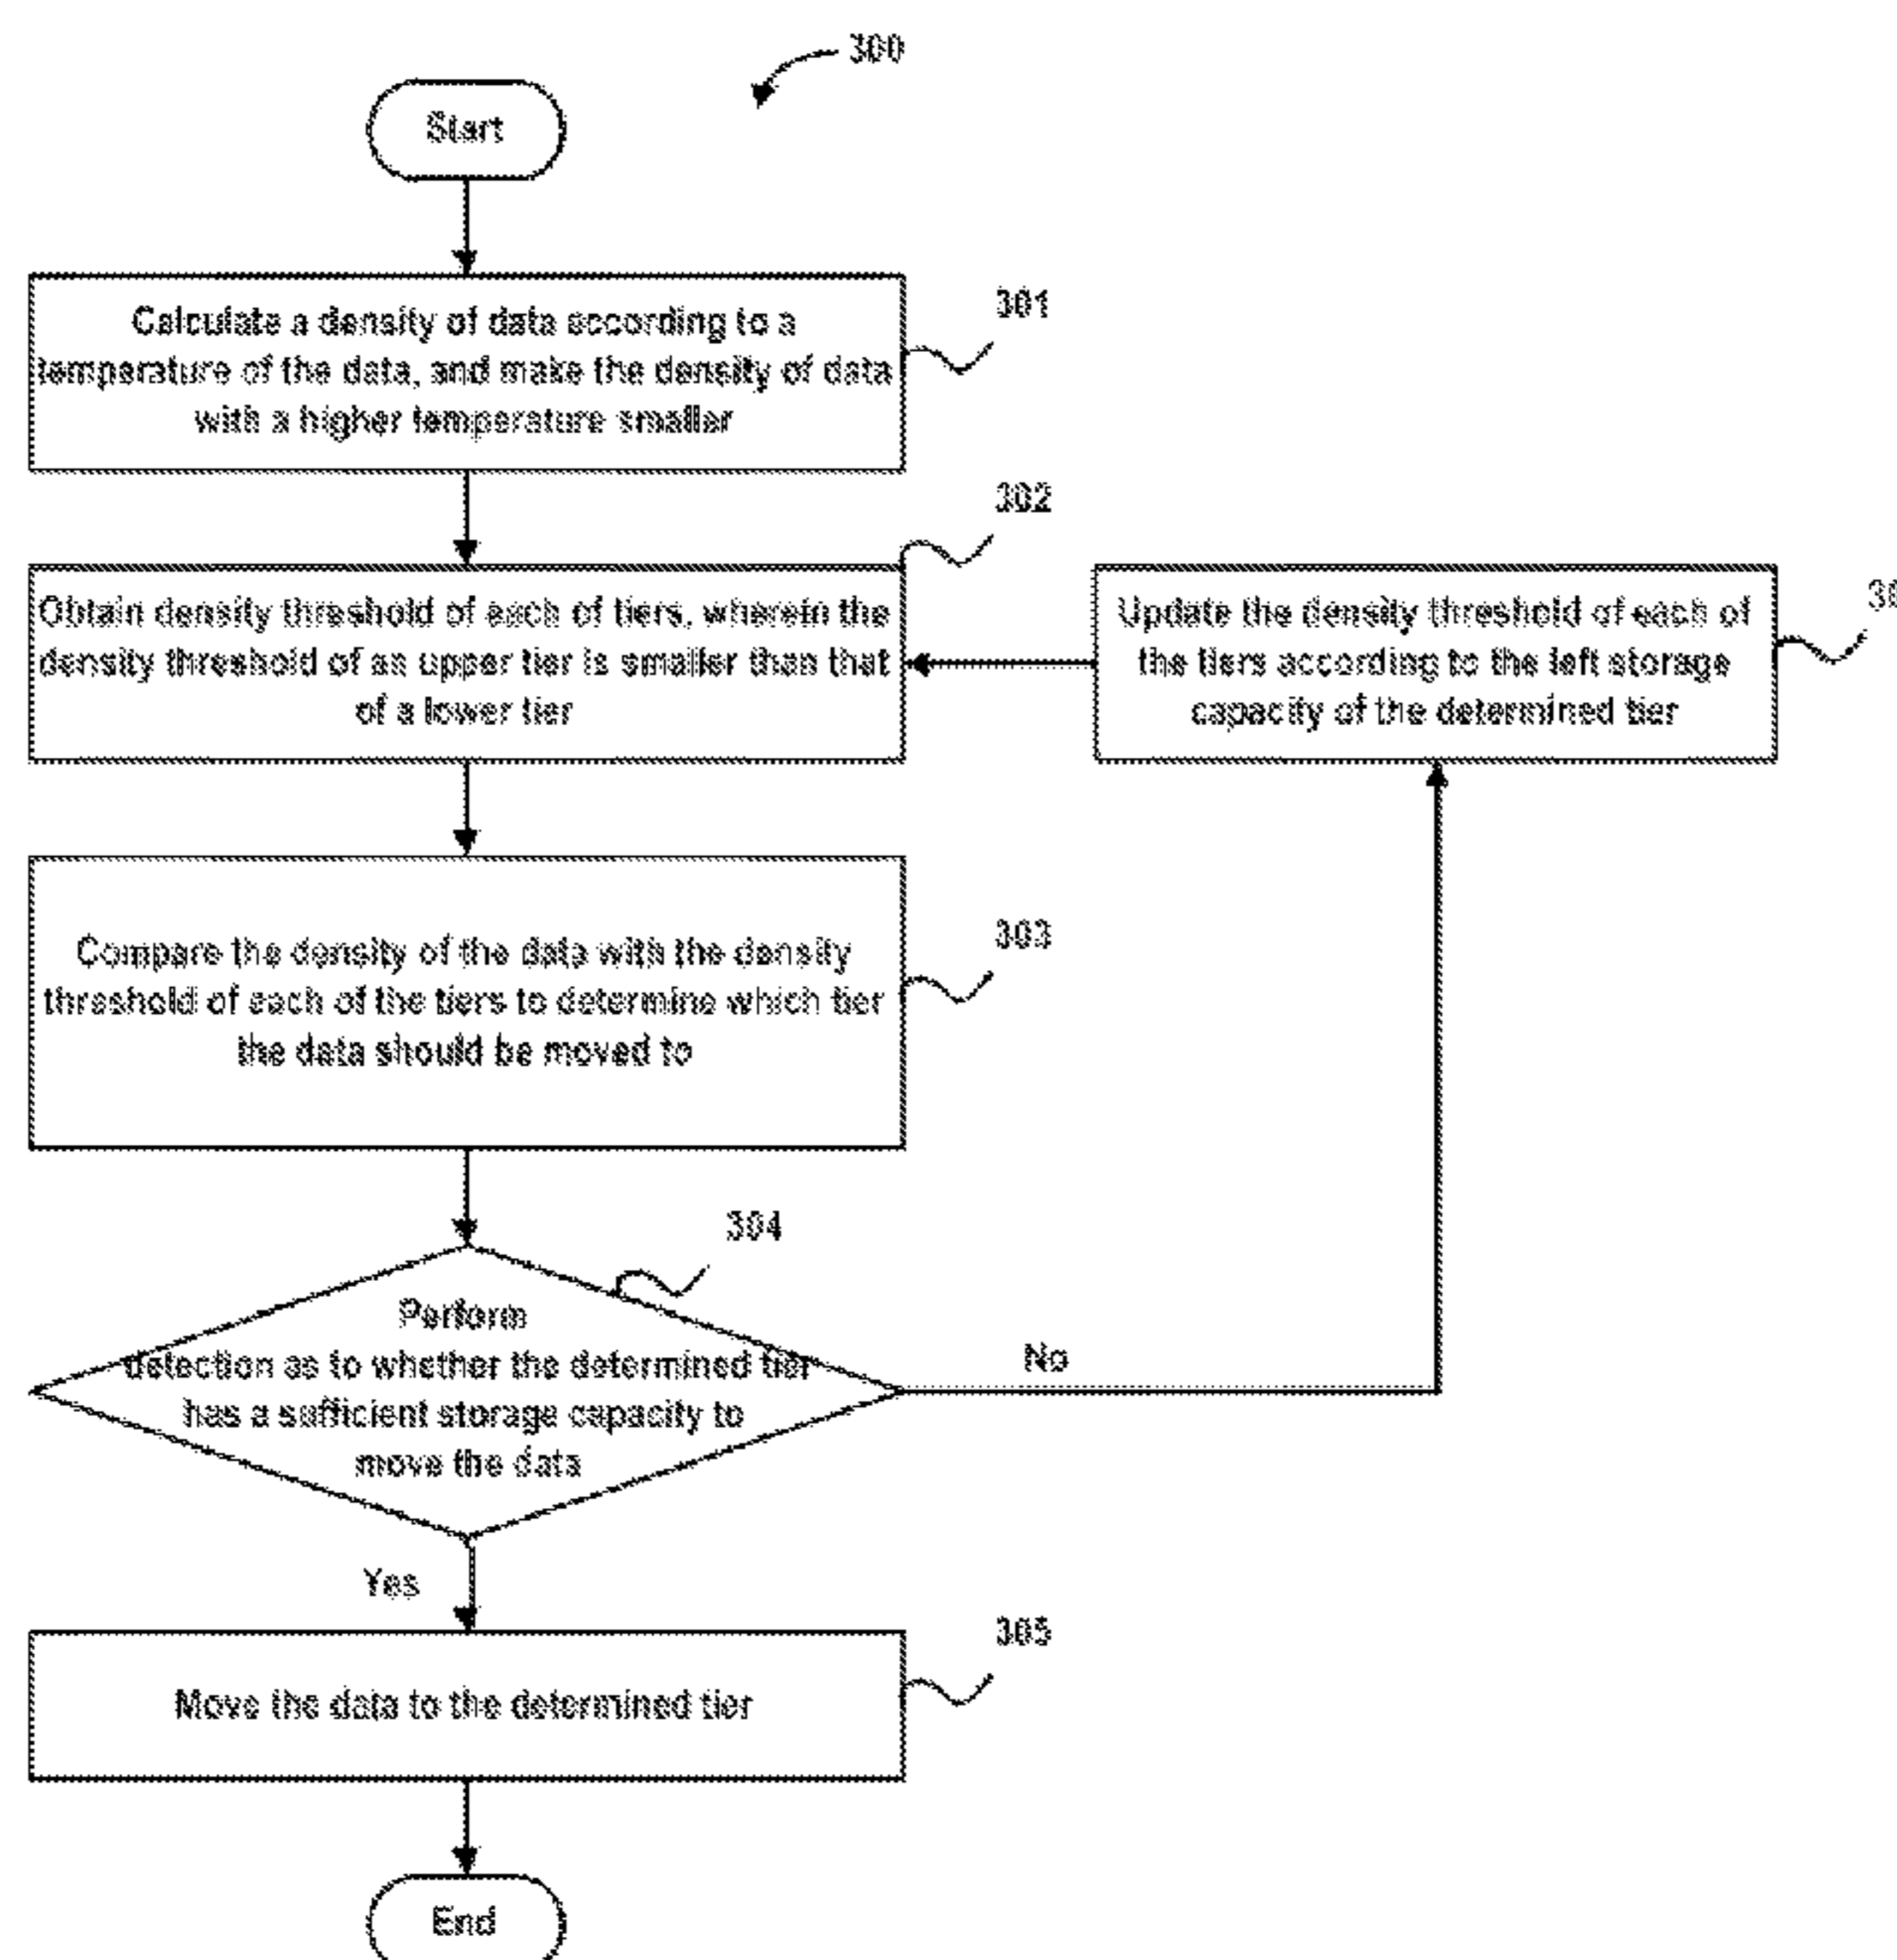 300
Start
Calculate a density of data according to a
temperature of the data, and make the density of data
with a higher temperature smaller
301
302
Obtain density threshold of each of tiers, wherein the
density threshold of an upper tier is smaller than that
of a lower tier
Update the density threshold of each of
the tiers according to the left storage
capacity of the determined tier
Compare the density of the data with the density
threshold of each of the tiers to determine which tier
the data should be moved to
303
304
Perform
detection as to whether the determined tier
has a sufficient storage capacity to
move the data
No
Yes
305
Move the data to the determined tier
End